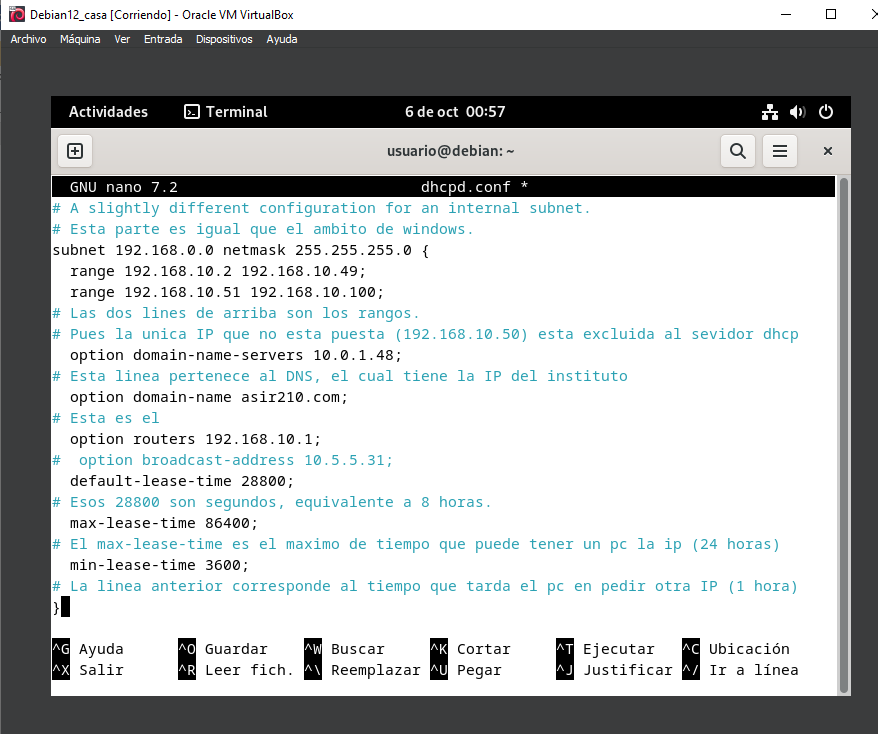 Debian12_casa [Corriendo] - Oracle VM VirtualBox
Archivo Máquina Ver Entrada Dispositivos Ayuda
Actividades Terminal 6 de oct 00:57
usuario@debian: ~
GNU nano 7.2 dhcpd.conf *
# A slightly different configuration for an internal subnet.
# Esta parte es igual que el ambito de windows.
subnet 192.168.0.0 netmask 255.255.255.0 {
  range 192.168.10.2 192.168.10.49;
  range 192.168.10.51 192.168.10.100;
# Las dos lines de arriba son los rangos.
# Pues la unica IP que no esta puesta (192.168.10.50) esta excluida al sevidor dhcp
  option domain-name-servers 10.0.1.48;
# Esta linea pertenece al DNS, el cual tiene la IP del instituto
  option domain-name asir210.com;
# Esta es el
  option routers 192.168.10.1;
#  option broadcast-address 10.5.5.31;
  default-lease-time 28800;
# Esos 28800 son segundos, equivalente a 8 horas.
  max-lease-time 86400;
# El max-lease-time es el maximo de tiempo que puede tener un pc la ip (24 horas)
  min-lease-time 3600;
# La linea anterior corresponde al tiempo que tarda el pc en pedir otra IP (1 hora)
}
^G Ayuda ^O Guardar ^W Buscar ^K Cortar ^T Ejecutar ^C Ubicación
^X Salir ^R Leer fich. ^\ Reemplazar ^U Pegar ^J Justificar ^/ Ir a línea